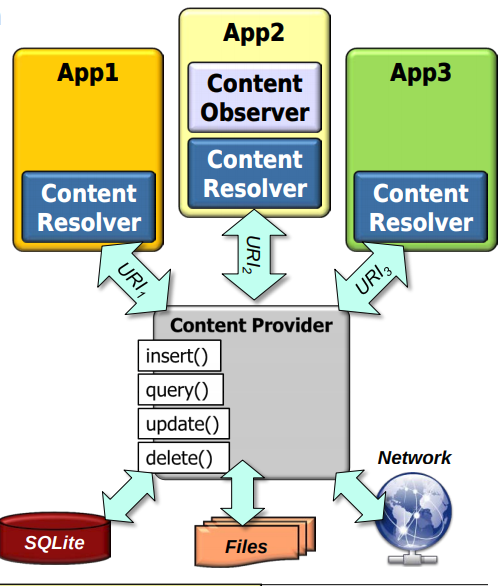 App1
App2
App3
Content
Observer
Content
Resolver
Content
Resolver
Content
Resolver
URI1
URI2
URI3
Content Provider
insert()
query()
update()
delete()
Network
SQLite
Files